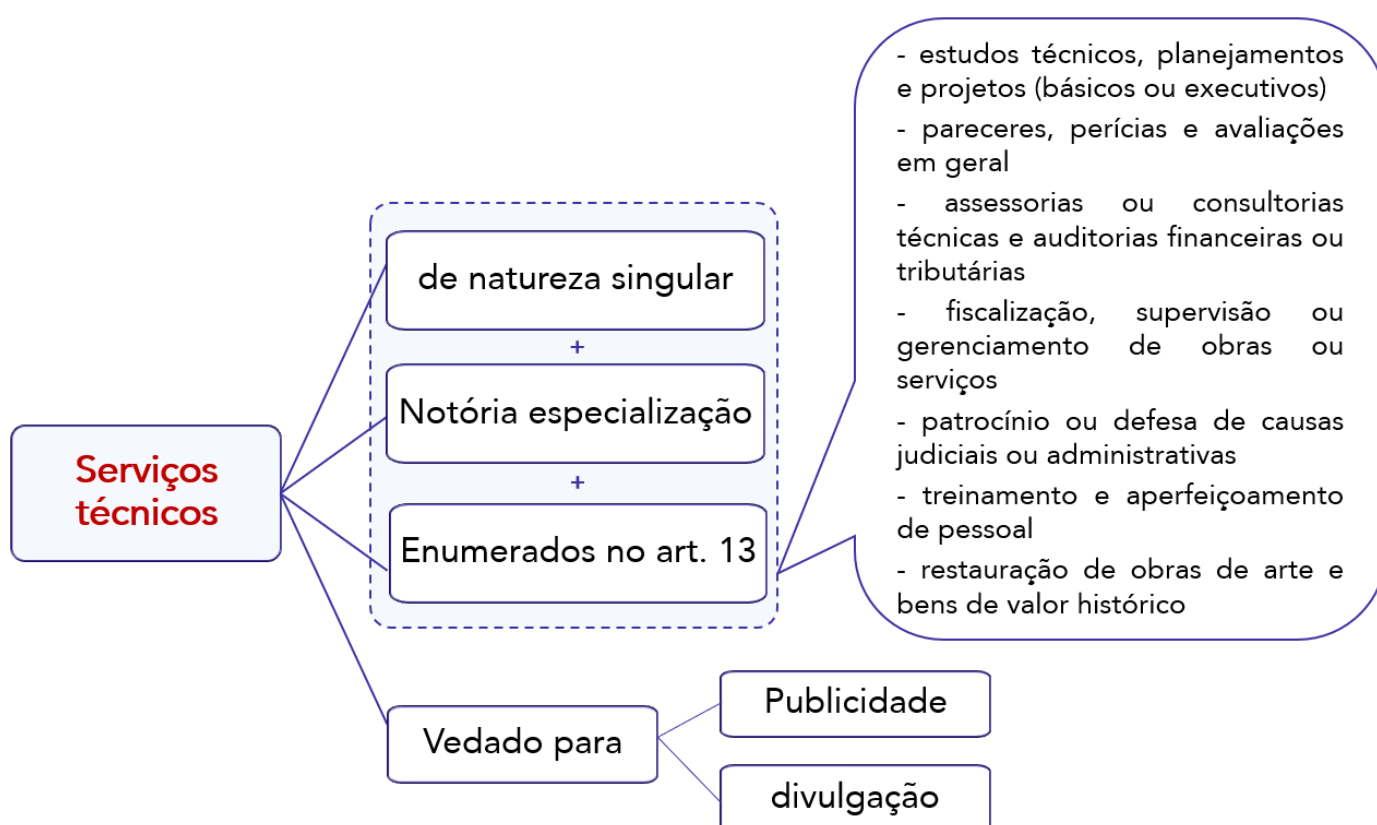 Serviços
técnicos
de natureza singular
+
Notória especialização
+
Enumerados no art. 13
- estudos técnicos, planejamentos
e projetos (básicos ou executivos)
- pareceres, perícias e avaliações
em geral
- assessorias ou consultorias
técnicas e auditorias financeiras ou
tributárias
- fiscalização, supervisão ou
gerenciamento de obras ou
serviços
- patrocínio ou defesa de causas
judiciais ou administrativas
- treinamento e aperfeiçoamento
de pessoal
- restauração de obras de arte e
bens de valor histórico
Vedado para
Publicidade
divulgação